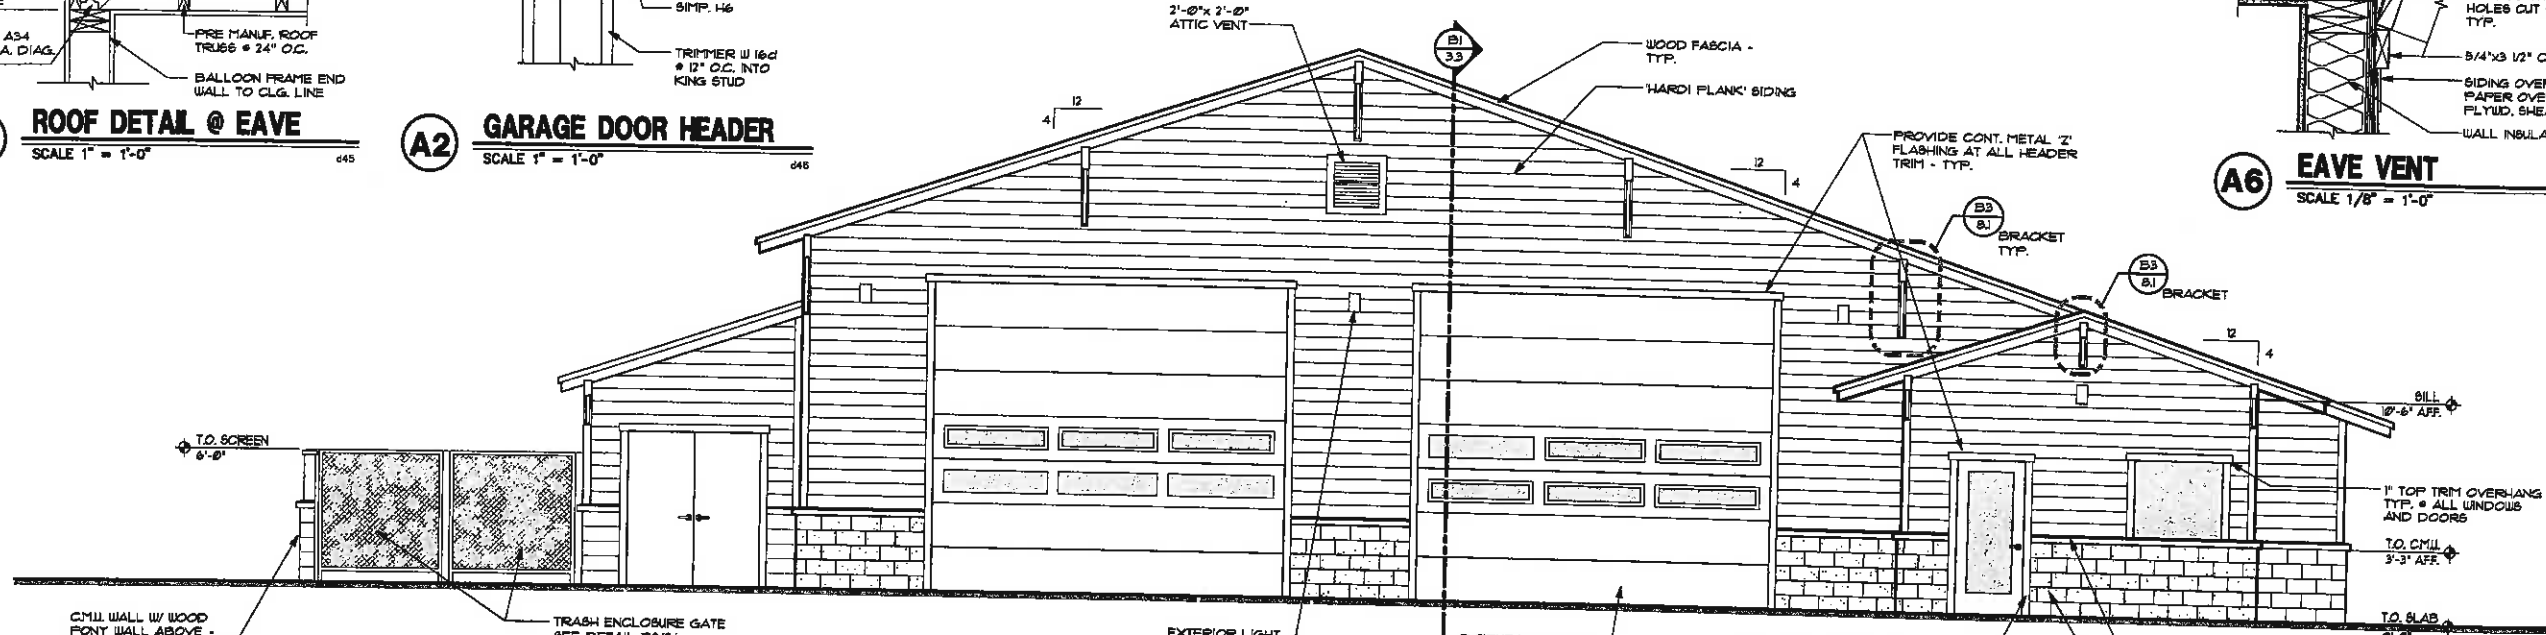 A34
A. DIAG.
PRE MANUF. ROOF
TRUSS @ 24" O.C.
BALLOON FRAME END
WALL TO CLG. LINE
ROOF DETAIL @ EAVE
SCALE 1" = 1'-0"
d45
SIMP. H6
TRIMMER W 16d
@ 12" O.C. INTO
KING STUD
A2
GARAGE DOOR HEADER
SCALE 1" = 1'-0"
d46
2'-0" x 2'-0"
ATTIC VENT
B1
3.3
WOOD FASCIA -
TYP.
'HARDI PLANK' SIDING
12
4
PROVIDE CONT. METAL 'Z'
FLASHING AT ALL HEADER
TRIM - TYP.
12
4
B3
8.1
BRACKET
TYP.
B3
8.1
BRACKET
12
4
HOLES CUT
TYP.
5/4"x3 1/2" C
SIDING OVER
PAPER OVE
PLYWD. SHE
WALL INSULA
A6
EAVE VENT
SCALE 1/8" = 1'-0"
SILL
10'-6" AFF.
T.O. SCREEN
6'-0"
1" TOP TRIM OVERHANG
TYP. @ ALL WINDOWS
AND DOORS
T.O. CMU
3'-3" AFF.
T.O. SLAB
C.M.U. WALL W/ WOOD
PONY WALL ABOVE -
TRASH ENCLOSURE GATE
EXTERIOR LIGHT